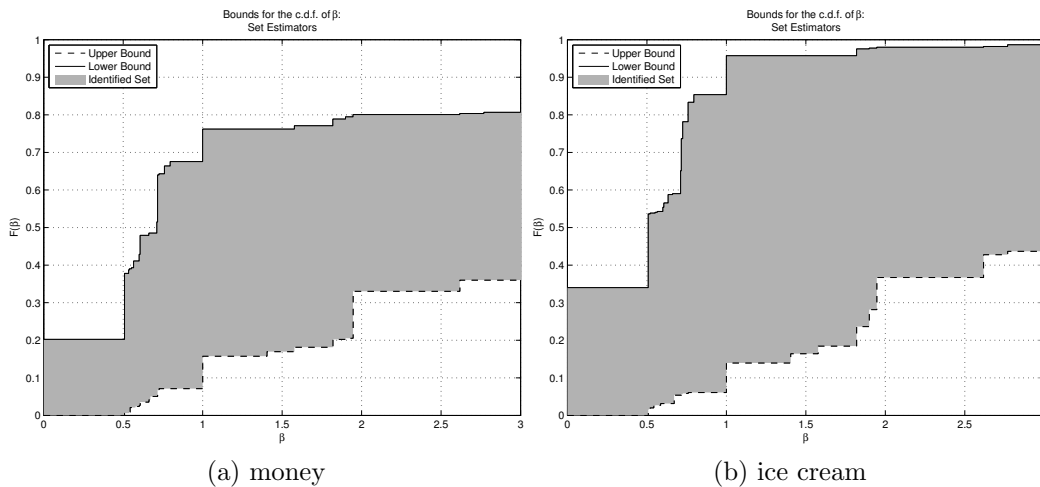 Bounds for the c.d.f. of β:
Set Estimators
Upper Bound
Lower Bound
Identified Set
1
0.9
0.8
0.7
0.6
0.5
0.4
0.3
0.2
0.1
0
F(β)
0 0.5 1 1.5 2 2.5 3
β
(a) money
Bounds for the c.d.f. of β:
Set Estimators
Upper Bound
Lower Bound
Identified Set
1
0.9
0.8
0.7
0.6
0.5
0.4
0.3
0.2
0.1
0
F(β)
0 0.5 1 1.5 2 2.5
β
(b) ice cream